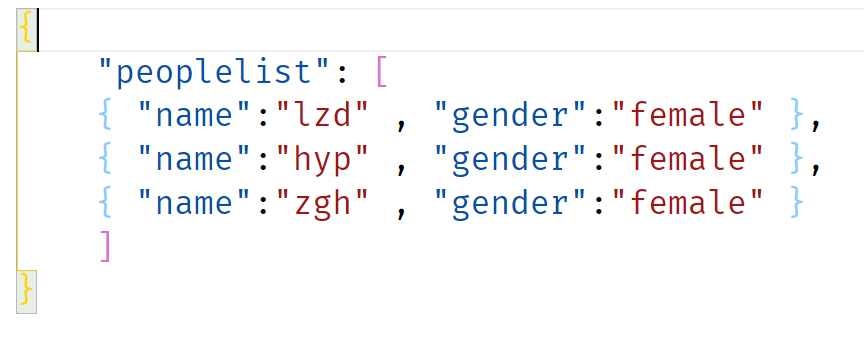 {
"peoplelist": [
{ "name":"lzd" , "gender":"female" },
{ "name":"hyp" , "gender":"female" },
{ "name":"zgh" , "gender":"female" }
]
}